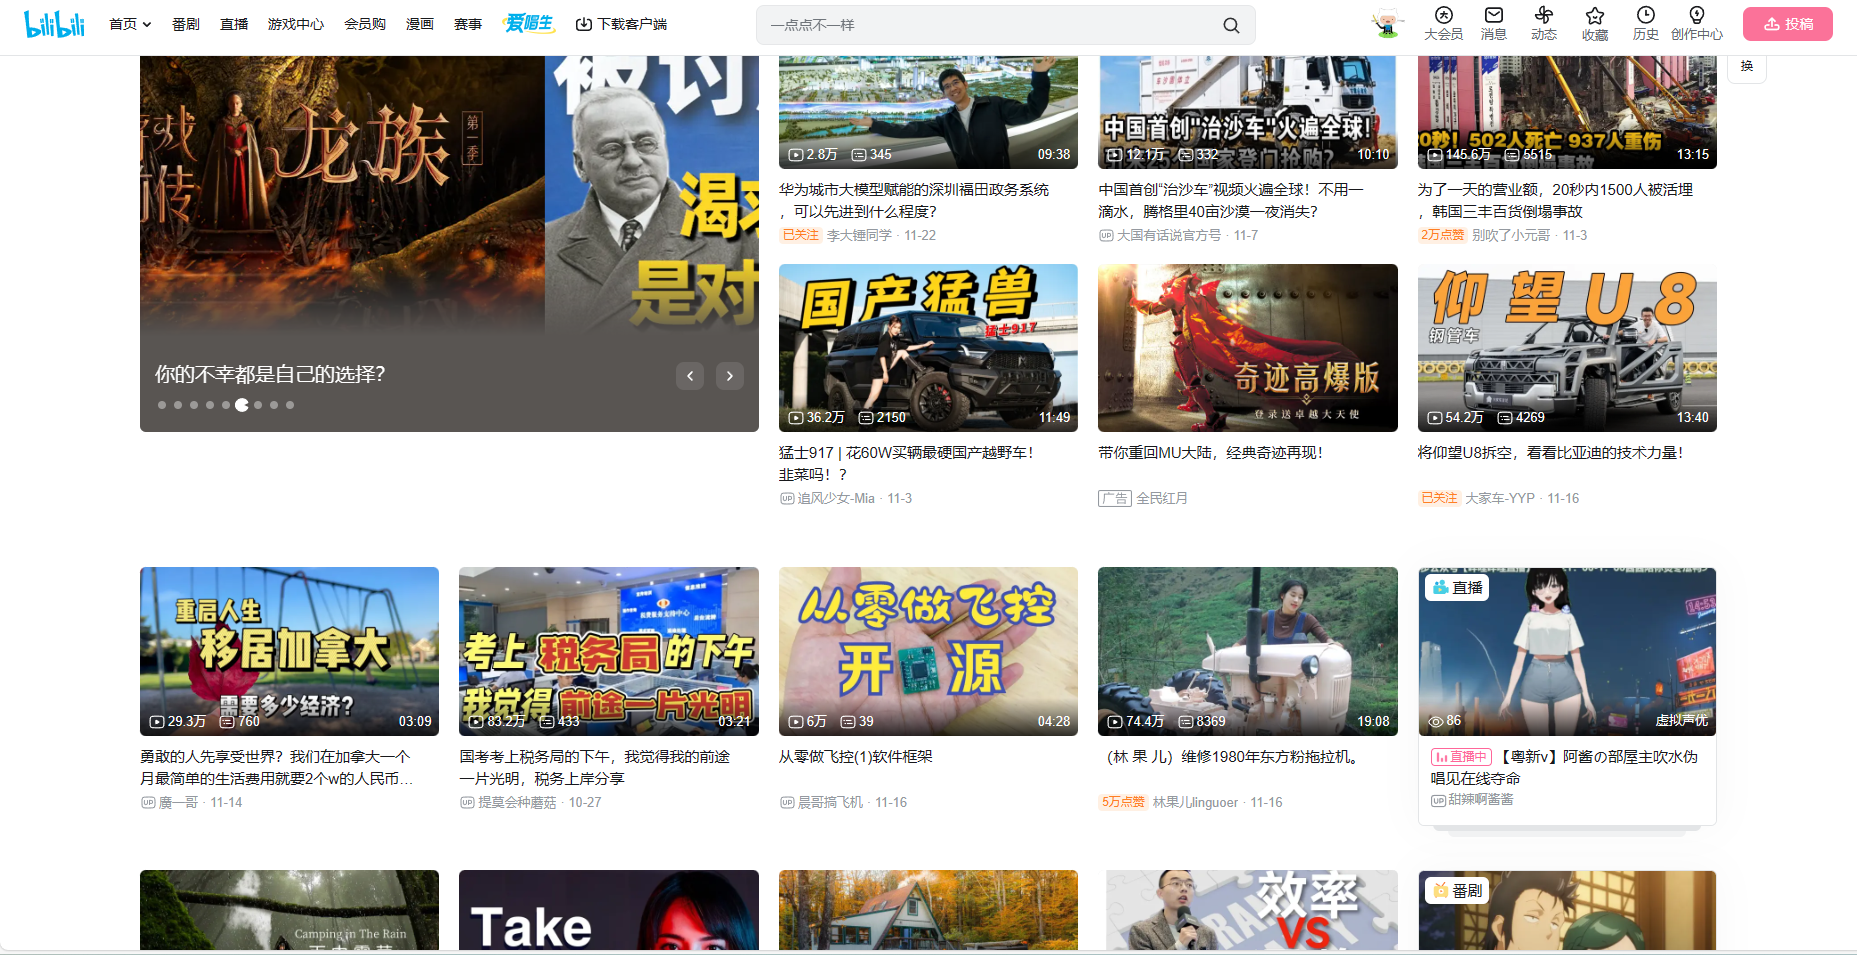 bilibili
首页
番剧
直播
游戏中心
会员购
漫画
赛事
爱唱生
下载客户端
一点点不一样
大会员
消息
动态
收藏
历史
创作中心
投稿
换
龙族
第一季
前传
渴求
是对
你的不幸都是自己的选择？
2.8万 345 09:38
华为城市大模型赋能的深圳福田政务系统
，可以先进到什么程度？
已关注 李大锤同学 · 11-22
中国首创"治沙车"火遍全球!
12.1万 332 10:10
中国首创“治沙车”视频火遍全球！不用一
滴水，腾格里40亩沙漠一夜消失？
UP 大国有话说官方号 · 11-7
20秒! 502人死亡 937人重伤
145.6万 5515 13:15
为了一天的营业额，20秒内1500人被活埋
，韩国三丰百货倒塌事故
2万点赞 别吹了小元哥 · 11-3
国产猛兽
猛士917
36.2万 2150 11:49
猛士917 | 花60W买辆最硬国产越野车！
韭菜吗！？
UP 追风少女-Mia · 11-3
奇迹高爆版
登录送卓越大天使
带你重回MU大陆，经典奇迹再现！
广告 全民红月
仰望U8
钢管车
54.2万 4269 13:40
将仰望U8拆空，看看比亚迪的技术力量！
已关注 大家车-YYP · 11-16
重启人生
移居加拿大
需要多少经济?
29.3万 760 03:09
勇敢的人先享受世界？我们在加拿大一个
月最简单的生活费用就要2个w的人民币…
UP 廣一哥 · 11-14
考上税务局的下午
我觉得前途一片光明
83.2万 433 03:21
国考考上税务局的下午，我觉得我的前途
一片光明，税务上岸分享
UP 提莫会种蘑菇 · 10-27
从零做飞控
开源
6万 39 04:28
从零做飞控(1)软件框架
UP 晨哥搞飞机 · 11-16
74.4万 8369 19:08
（林 果 儿）维修1980年东方粉拖拉机。
5万点赞 林果儿linguoer · 11-16
直播
86 虚拟声优
直播中 【粤新v】阿酱の部屋主吹水伪
唱见在线夺命
UP 甜辣啊酱酱
Camping in The Rain
Take
效率
VS
番剧